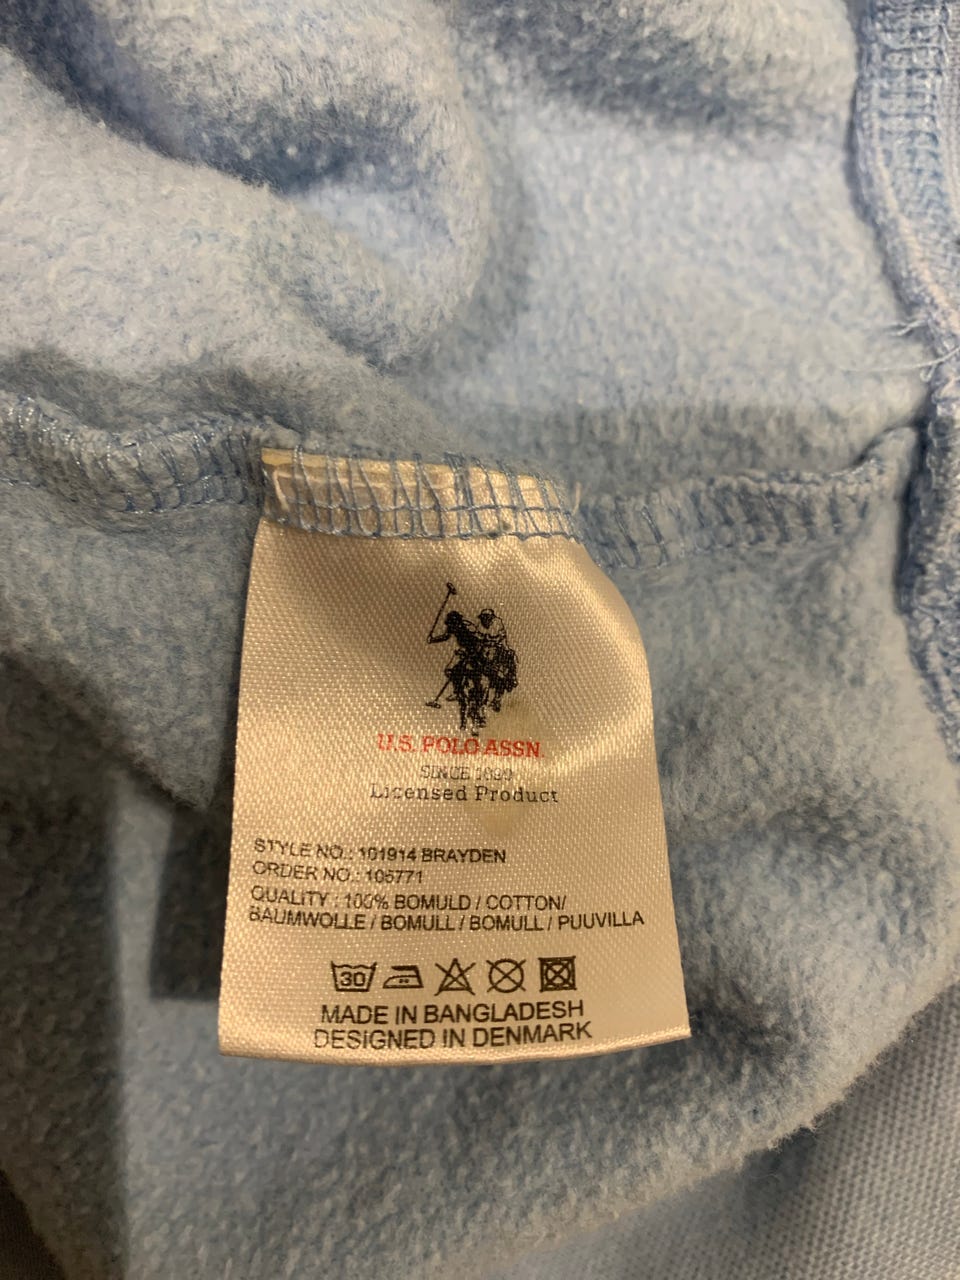 U.S. POLO ASSN.
SINCE 1890
Licensed Product
STYLE NO.: 101914 BRAYDEN
ORDER NO.: 105771
QUALITY : 100% BOMULD / COTTON/
BAUMWOLLE / BOMULL / BOMULL / PUUVILLA
30
MADE IN BANGLADESH
DESIGNED IN DENMARK